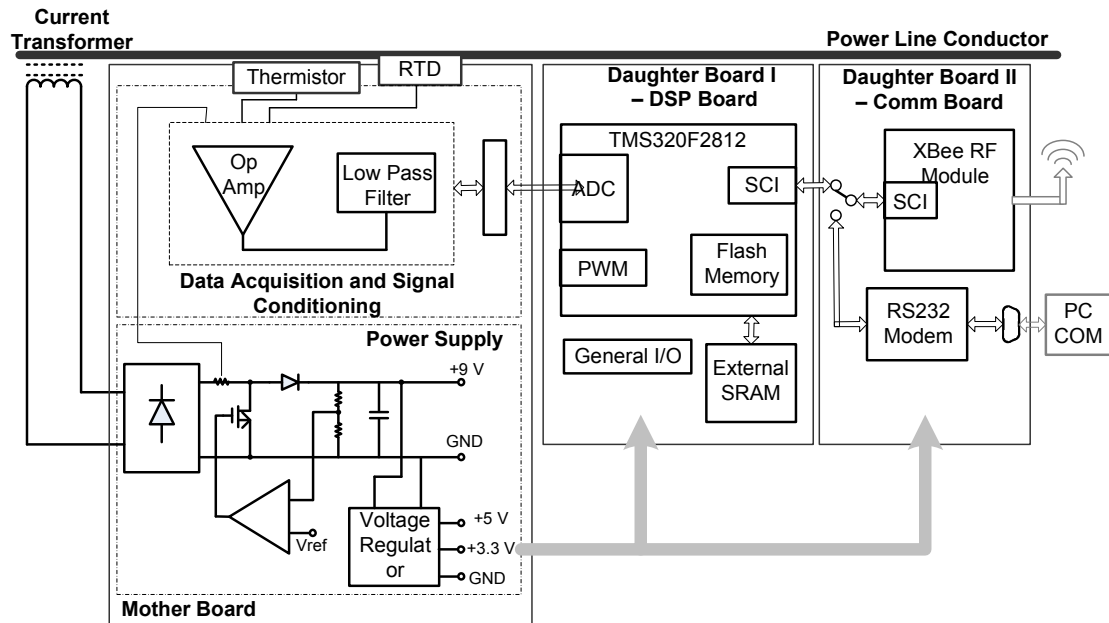 Current
Transformer
Power Line Conductor
Thermistor
RTD
Op
Amp
Low Pass
Filter
Data Acquisition and Signal
Conditioning
Power Supply
+9 V
GND
Vref
Voltage
Regulat
or
+5 V
+3.3 V
GND
Mother Board
Daughter Board I
– DSP Board
TMS320F2812
ADC
SCI
PWM
Flash
Memory
General I/O
External
SRAM
Daughter Board II
– Comm Board
XBee RF
Module
SCI
RS232
Modem
PC
COM